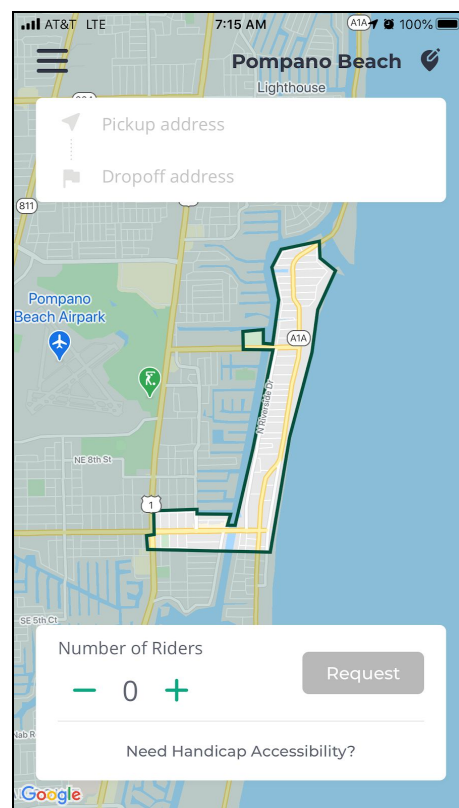 AT&T LTE 7:15 AM 100%
A1A
Pompano Beach
Lighthouse
Pickup address
Dropoff address
811
Pompano
Beach Airpark
A1A
N Riverside Dr
NE 8th St
1
SE 5th Ct
Number of Riders
0
Request
Need Handicap Accessibility?
Nab R
Google